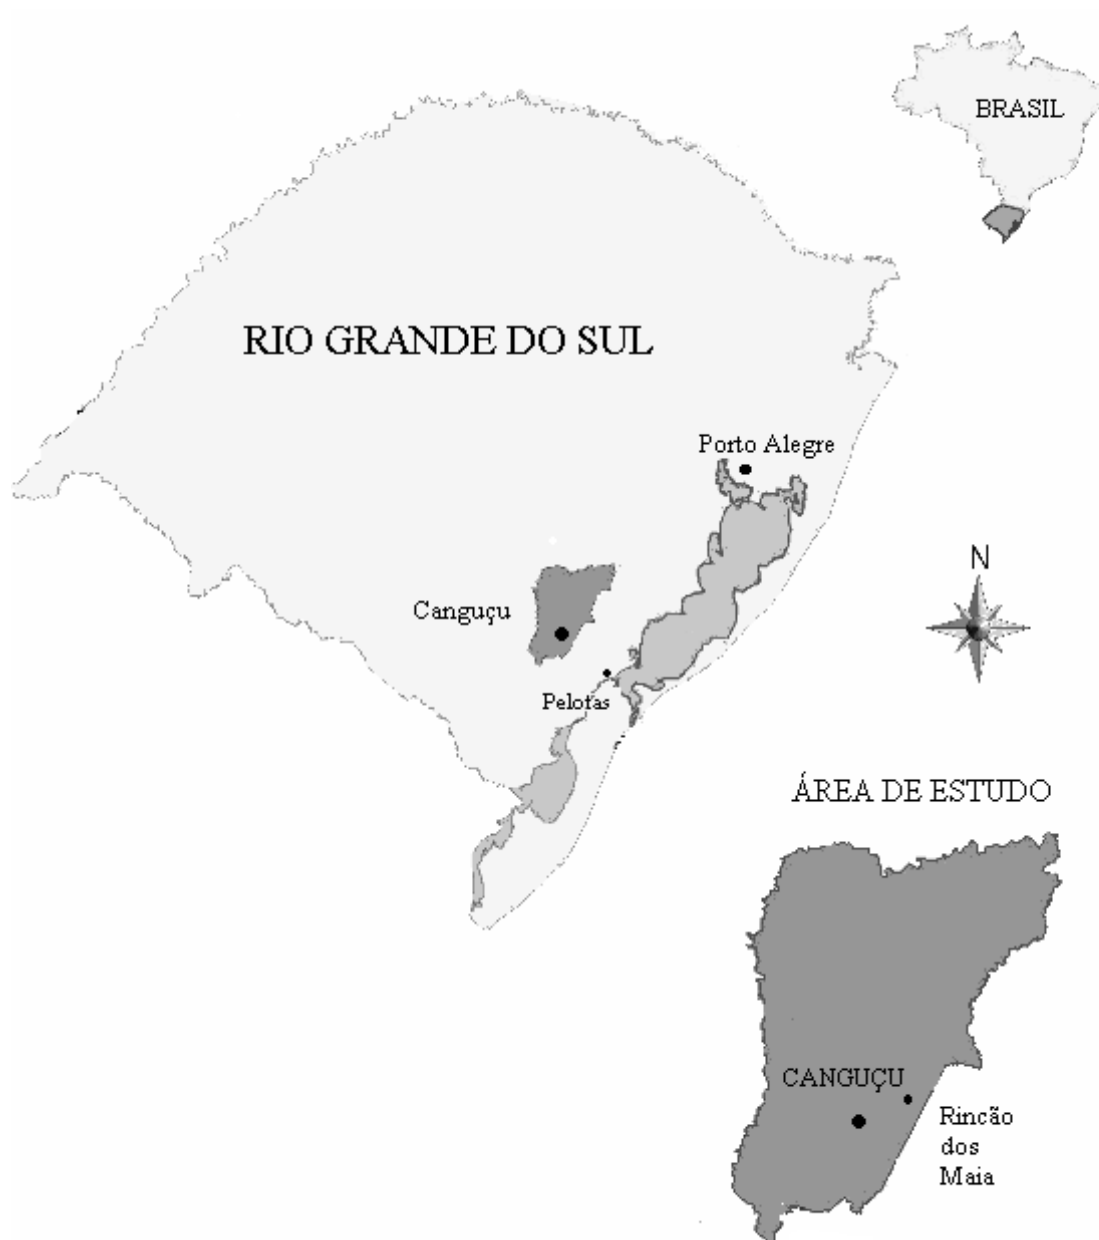 BRASIL
RIO GRANDE DO SUL
Porto Alegre
N
Canguçu
Pelotas
ÁREA DE ESTUDO
CANGUÇU
Rincão
dos
Maia